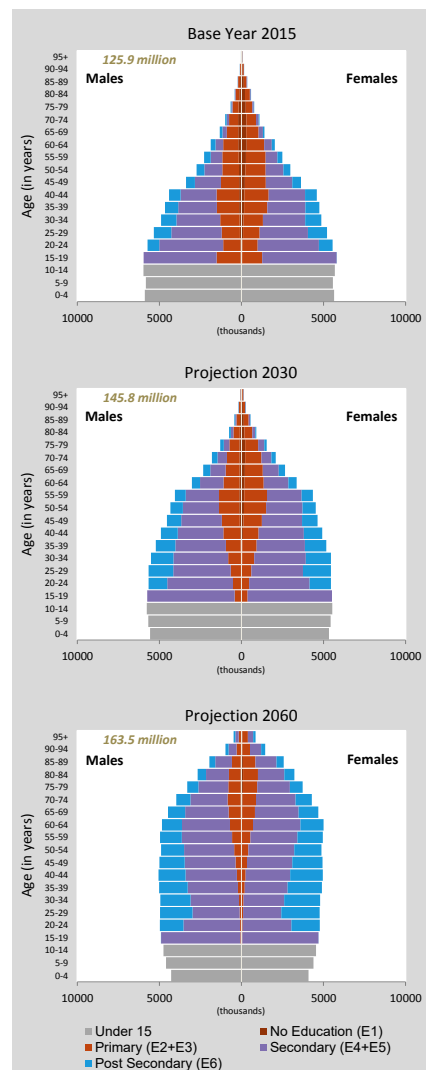 Base Year 2015
125.9 million
Males
Females
Age (in years)
95+
90-94
85-89
80-84
75-79
70-74
65-69
60-64
55-59
50-54
45-49
40-44
35-39
30-34
25-29
20-24
15-19
10-14
5-9
0-4
10000 5000 0 5000 10000
(thousands)
Projection 2030
145.8 million
Males
Females
Age (in years)
95+
90-94
85-89
80-84
75-79
70-74
65-69
60-64
55-59
50-54
45-49
40-44
35-39
30-34
25-29
20-24
15-19
10-14
5-9
0-4
10000 5000 0 5000 10000
(thousands)
Projection 2060
163.5 million
Males
Females
Age (in years)
95+
90-94
85-89
80-84
75-79
70-74
65-69
60-64
55-59
50-54
45-49
40-44
35-39
30-34
25-29
20-24
15-19
10-14
5-9
0-4
10000 5000 0 5000 10000
(thousands)
Under 15 No Education (E1)
Primary (E2+E3) Secondary (E4+E5)
Post Secondary (E6)